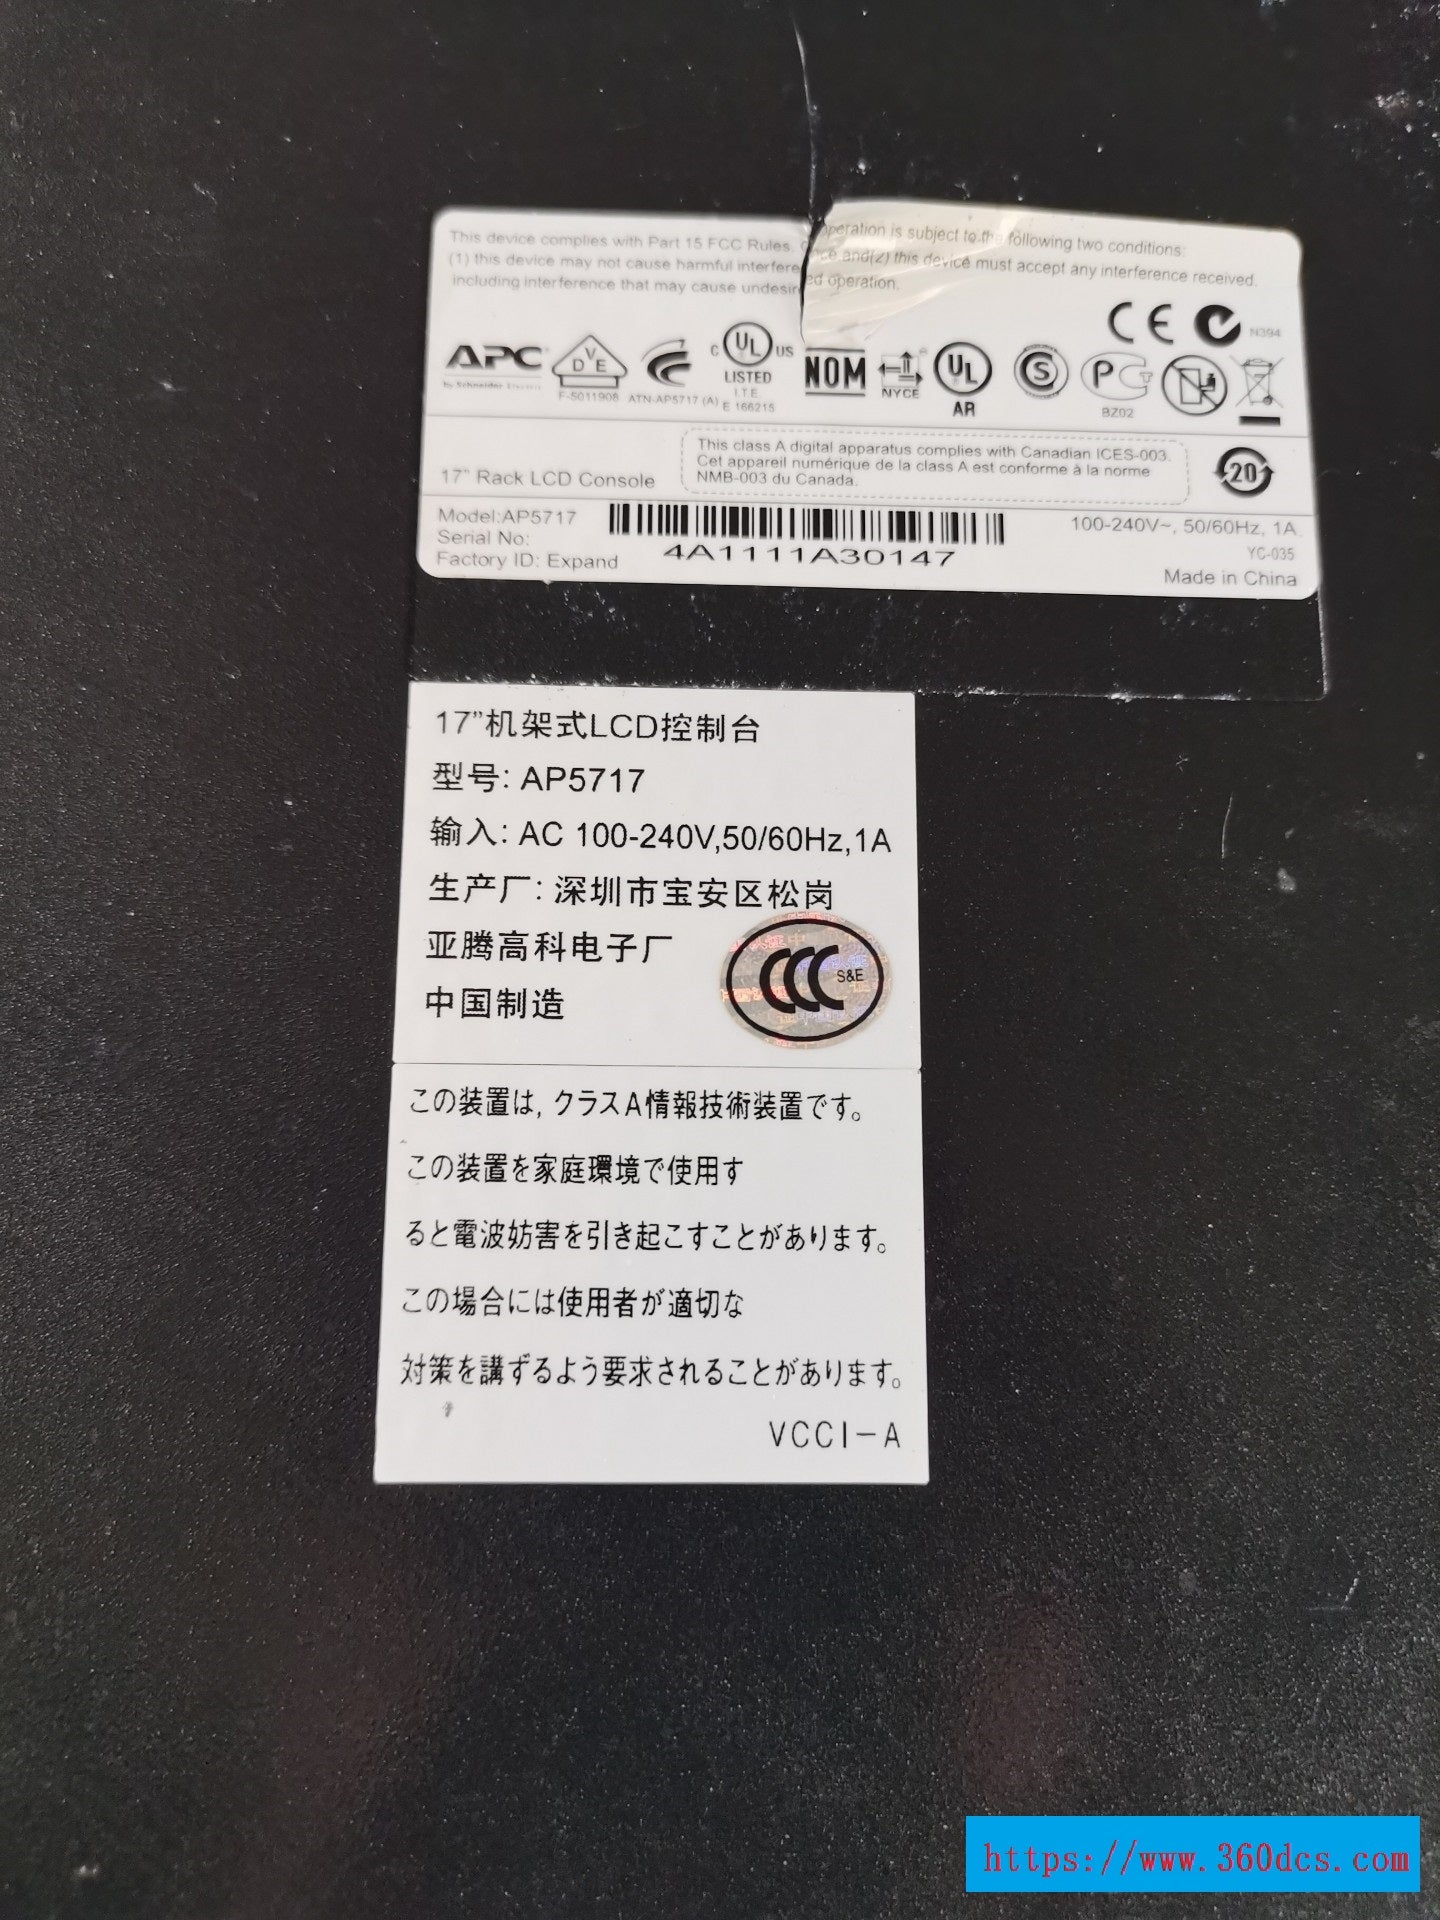 This device complies with Part 15 FCC Rules. operation is subject to the following two conditions:
(1) this device may not cause harmful interfere nce and(2) this device must accept any interference received.
including interference that may cause undesir ed operation.
CE N394
APC
by Schneider Electric
DVE
F-5011908
ATN-AP5717 (A)
C UL US
LISTED
I.T.E
E 166215
NOM
NYCE
UL
AR
S
PCT
BZ02
17" Rack LCD Console
This class A digital apparatus complies with Canadian ICES-003.
Cet appareil numérique de la class A est conforme à la norme
NMB-003 du Canada.
20
Model:AP5717
Serial No:
Factory ID: Expand
4A1111A30147
100-240V~, 50/60Hz, 1A
YC-035
Made in China
17”机架式LCD控制台
型号: AP5717
输入: AC 100-240V,50/60Hz,1A
生产厂: 深圳市宝安区松岗
亚腾高科电子厂
中国制造
CCC S&E
この装置は, クラスA情報技術装置です。
この装置を家庭環境で使用す
ると電波妨害を引き起こすことがあります。
この場合には使用者が適切な
対策を講ずるよう要求されることがあります。
VCCI-A
https://www.360dcs.com